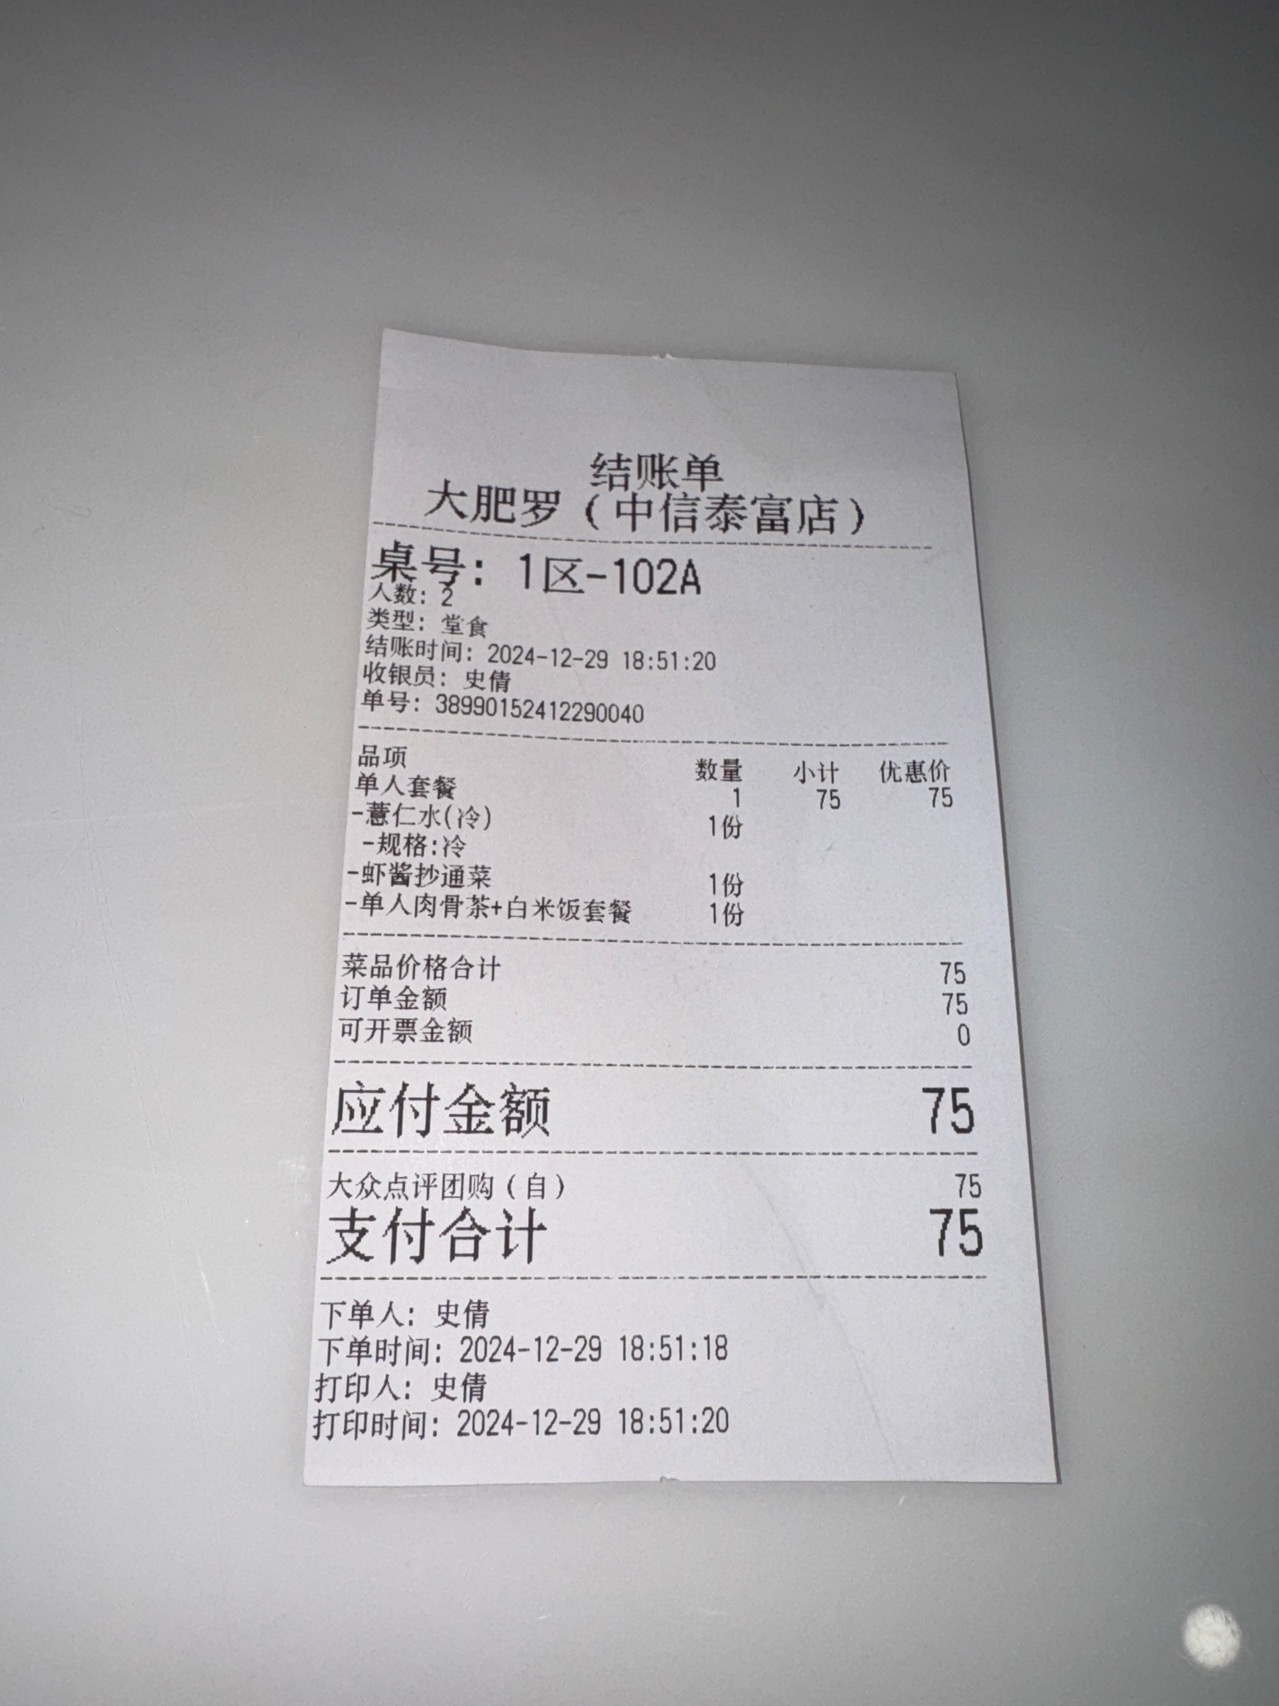 结账单
大肥罗（中信泰富店）
桌号：1区-102A
人数：2
类型：堂食
结账时间：2024-12-29 18:51:20
收银员：史倩
单号：38990152412290040
品项 数量 小计 优惠价
单人套餐 1 75 75
-薏仁水(冷) 1份
-规格:冷
-虾酱抄通菜 1份
-单人肉骨茶+白米饭套餐 1份
菜品价格合计 75
订单金额 75
可开票金额 0
应付金额 75
大众点评团购（自） 75
支付合计 75
下单人：史倩
下单时间：2024-12-29 18:51:18
打印人：史倩
打印时间：2024-12-29 18:51:20